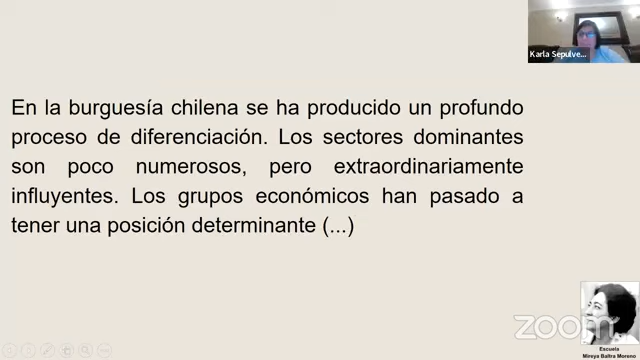 Karla Sepulve...
En la burguesía chilena se ha producido un profundo
proceso de diferenciación. Los sectores dominantes
son poco numerosos, pero extraordinariamente
influyentes. Los grupos económicos han pasado a
tener una posición determinante (...)
zoom
Escuela
Mireya Baltra Moreno